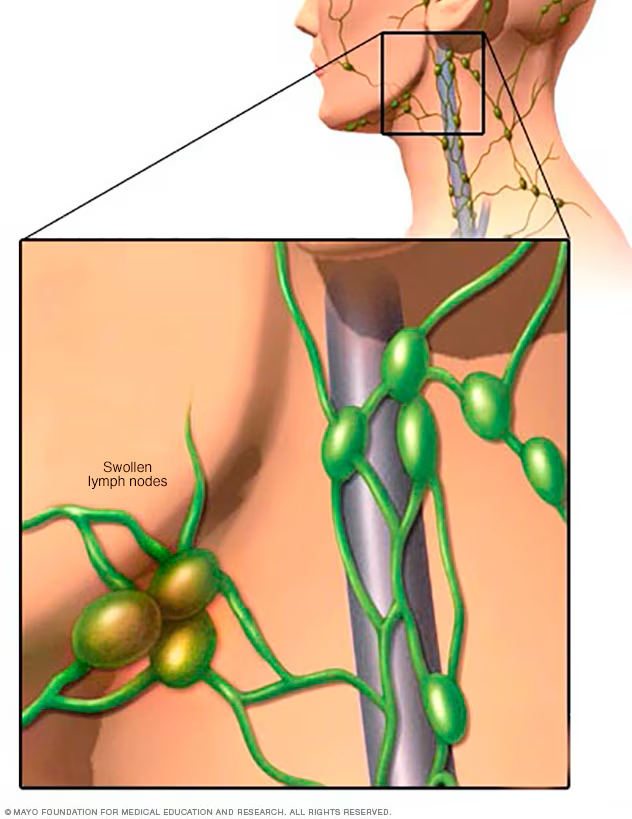 Swollen
lymph nodes
© MAYO FOUNDATION FOR MEDICAL EDUCATION AND RESEARCH. ALL RIGHTS RESERVED.